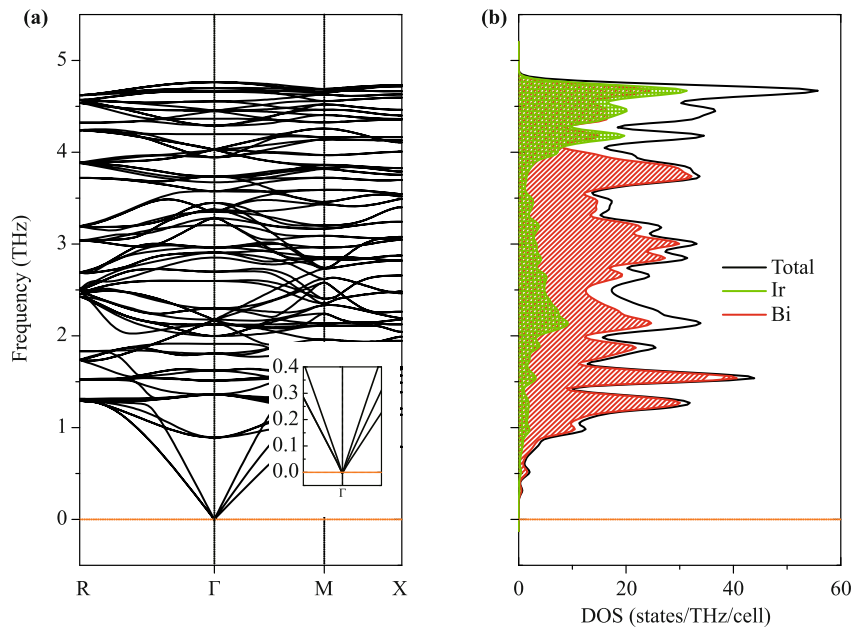 (a)
(b)
5
4
3
2
1
0
Frequency (THz)
0.4
0.3
0.2
0.1
0.0
Γ
R
Γ
M
X
Total
Ir
Bi
0
20
40
60
DOS (states/THz/cell)